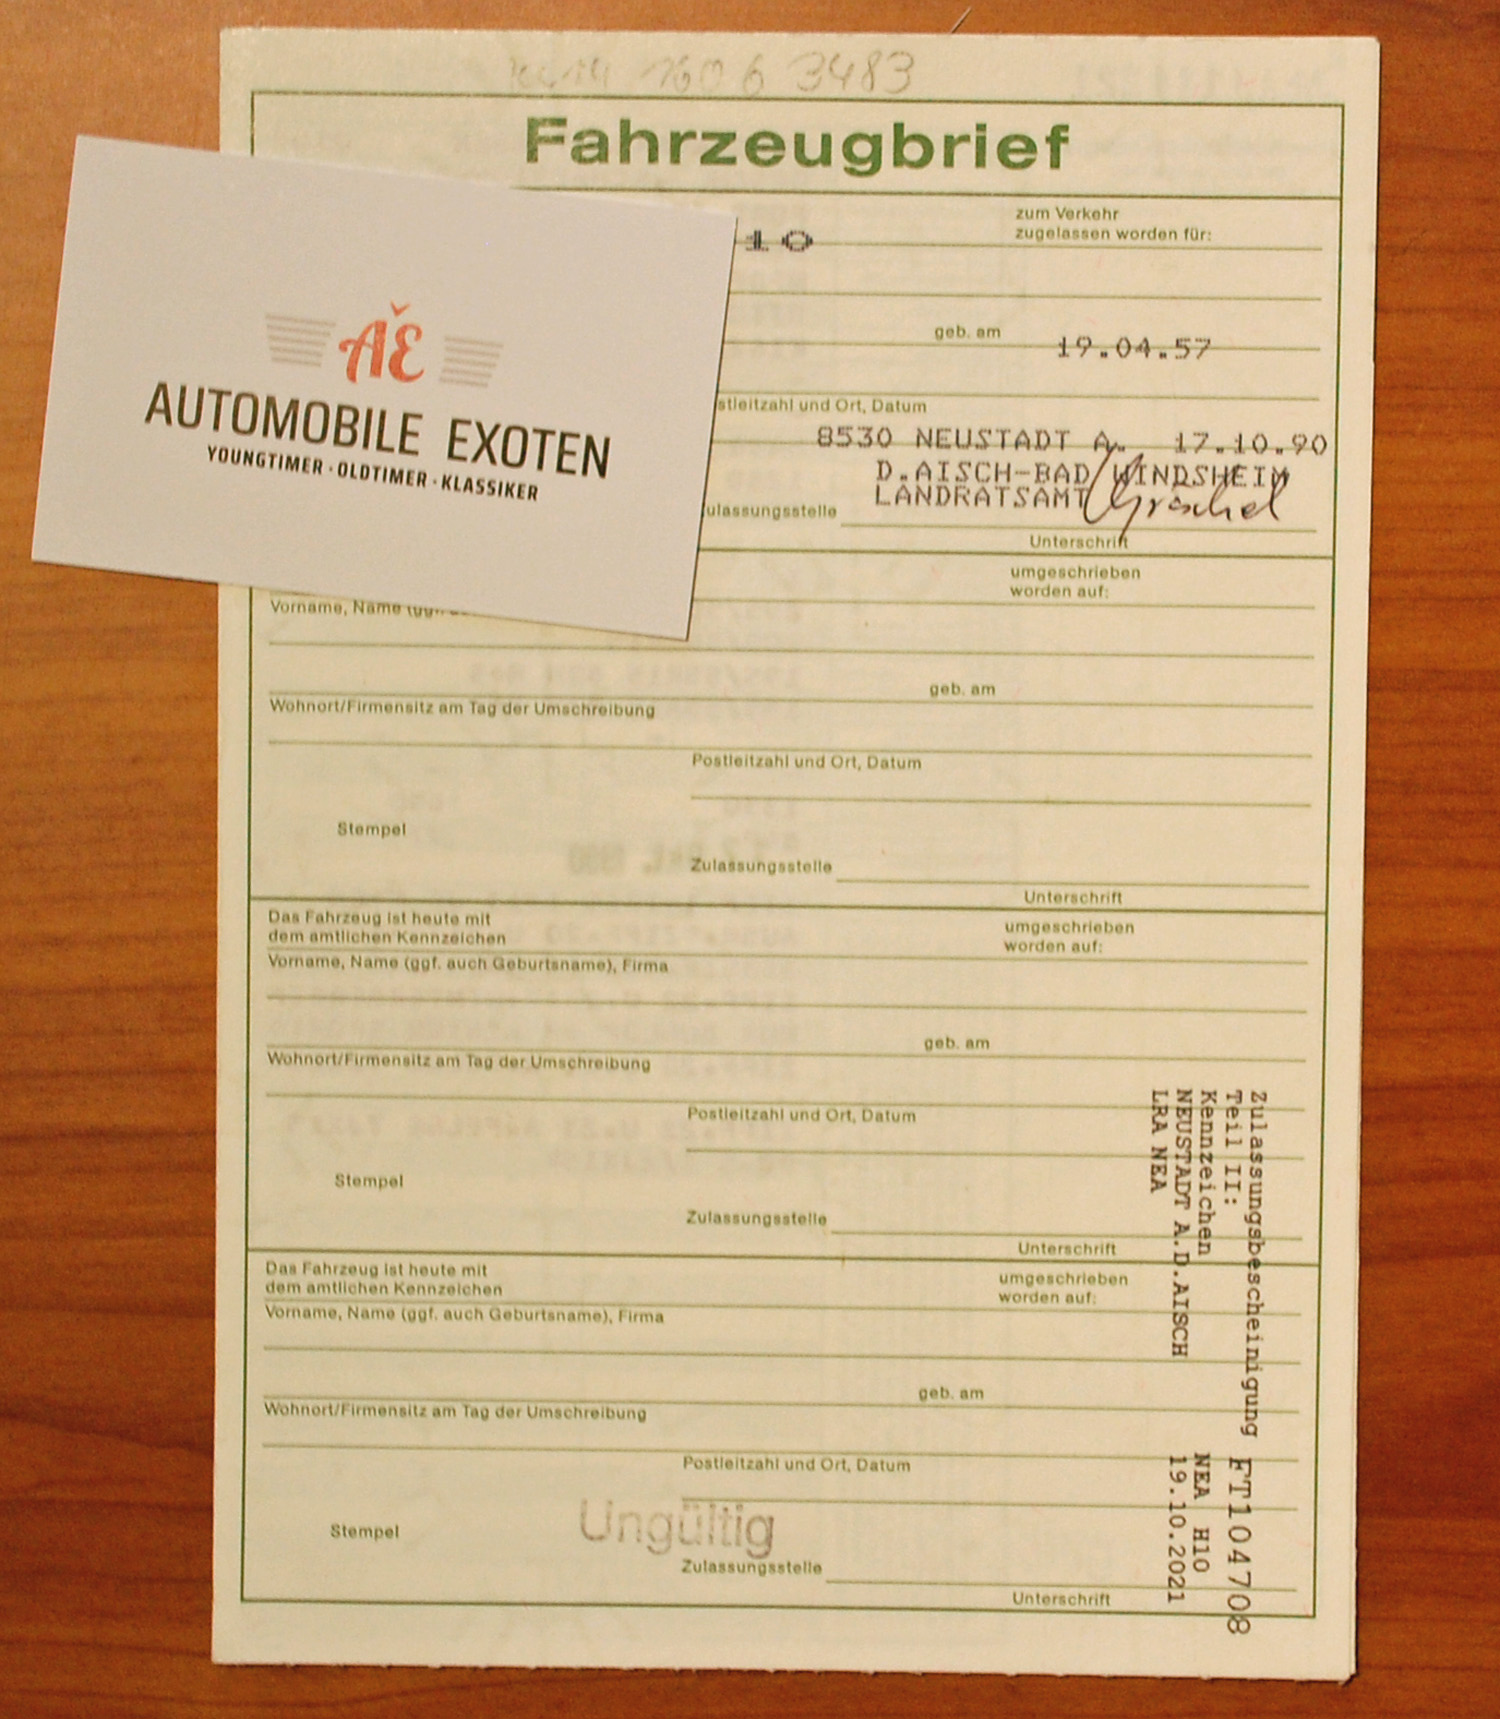 160 6 3483
Fahrzeugbrief
10
zum Verkehr
zugelassen worden für:
geb. am 19.04.57
AE
AUTOMOBILE EXOTEN
YOUNGTIMER · OLDTIMER · KLASSIKER
und Ort, Datum
8530 NEUSTADT A. 17.10.90
D.AISCH-BAD WINDSHEIM
LANDRATSAMT
Unterschrift
umgeschrieben
worden auf:
Vorname, Name
geb. am
Wohnort/Firmensitz am Tag der Umschreibung
Postleitzahl und Ort, Datum
Stempel
Zulassungsstelle
Unterschrift
Das Fahrzeug ist heute mit
dem amtlichen Kennzeichen
umgeschrieben
worden auf:
Vorname, Name (ggf. auch Geburtsname), Firma
geb. am
Wohnort/Firmensitz am Tag der Umschreibung
Postleitzahl und Ort, Datum
Stempel
Zulassungsstelle
Unterschrift
Das Fahrzeug ist heute mit
dem amtlichen Kennzeichen
umgeschrieben
worden auf:
Vorname, Name (ggf. auch Geburtsname), Firma
geb. am
Wohnort/Firmensitz am Tag der Umschreibung
Postleitzahl und Ort, Datum
Stempel
Ungültig
Zulassungsstelle
Unterschrift
Zulassungsbescheinigung
Teil II: FT104708
Kennzeichen NEA H10
NEUSTADT A.D.AISCH 19.10.2021
LRA NEA